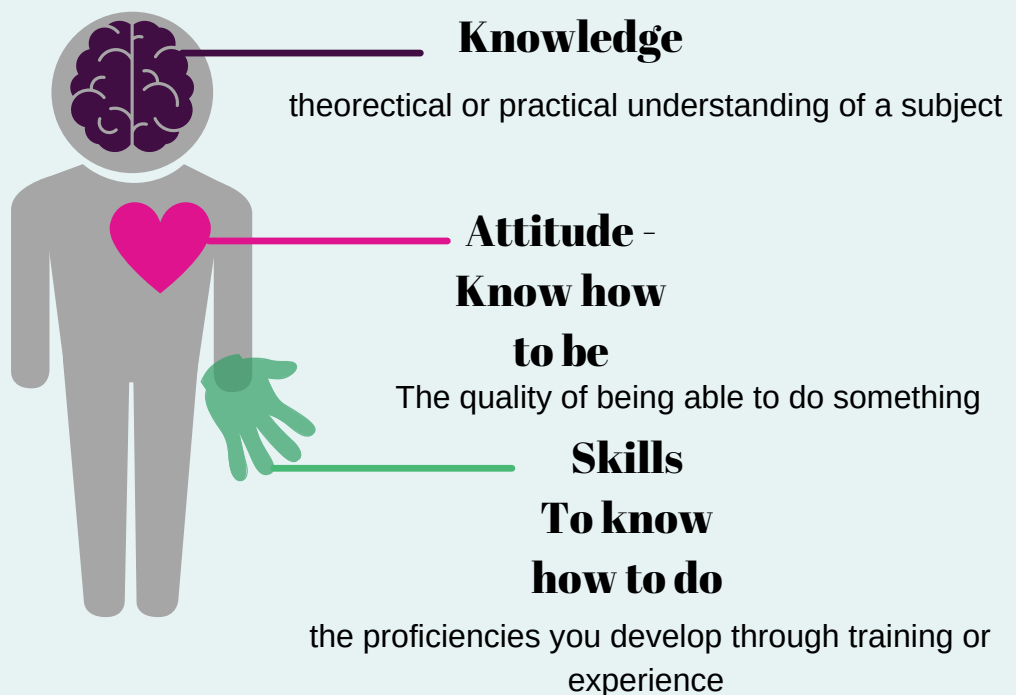 Knowledge
theorectical or practical understanding of a subject
Attitude -
Know how
to be
The quality of being able to do something
Skills
To know
how to do
the proficiencies you develop through training or
experience